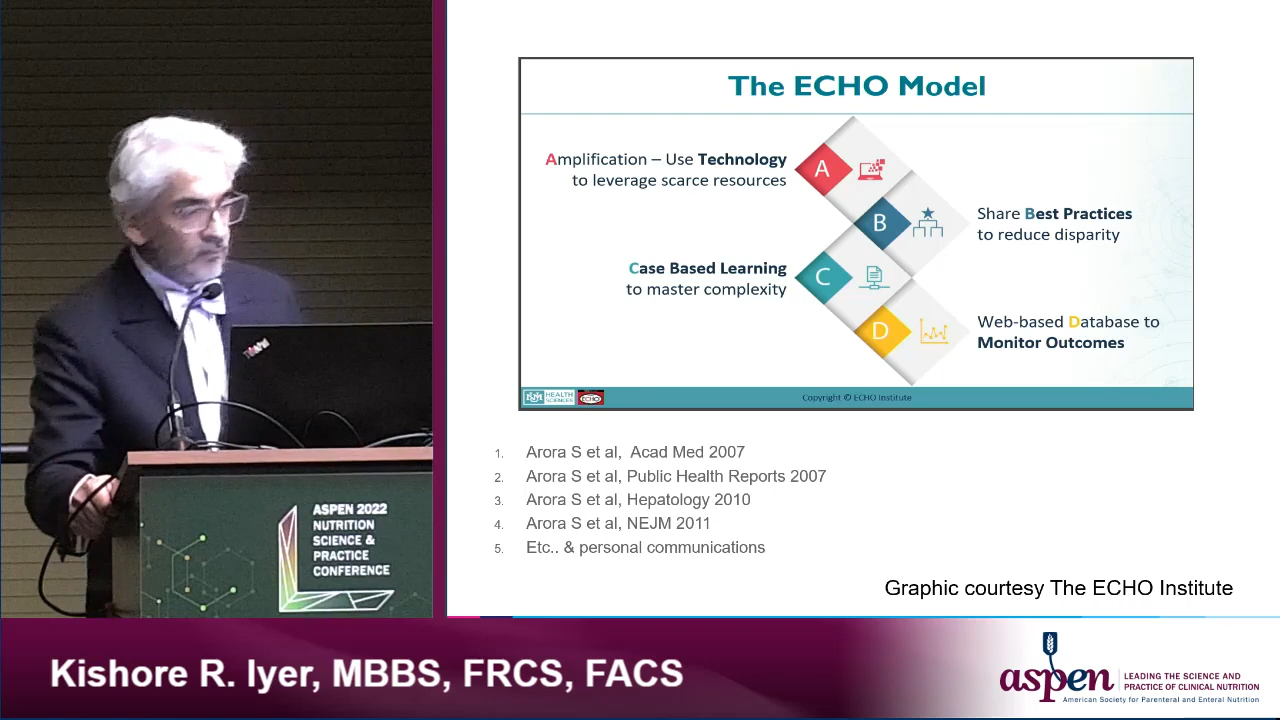 The ECHO Model
Amplification – Use Technology
to leverage scarce resources
A
B
Share Best Practices
to reduce disparity
Case Based Learning
to master complexity
C
D
Web-based Database to
Monitor Outcomes
UNM HEALTH
SCIENCES
ECHO
Copyright © ECHO Institute
1. Arora S et al, Acad Med 2007
2. Arora S et al, Public Health Reports 2007
3. Arora S et al, Hepatology 2010
4. Arora S et al, NEJM 2011
5. Etc.. & personal communications
Graphic courtesy The ECHO Institute
ASPEN 2022
NUTRITION
SCIENCE &
PRACTICE
CONFERENCE
Kishore R. Iyer, MBBS, FRCS, FACS
aspen
LEADING THE SCIENCE AND
PRACTICE OF CLINICAL NUTRITION
American Society for Parenteral and Enteral Nutrition